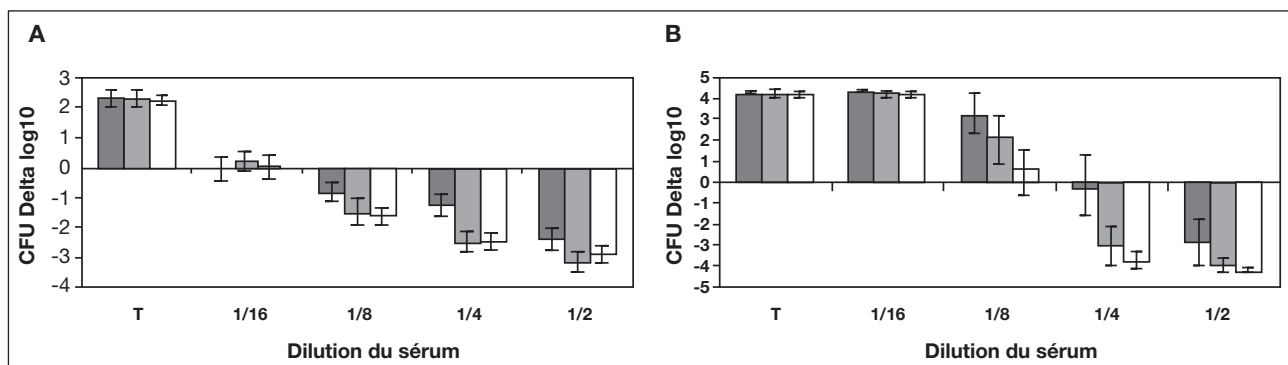 A
CFU Delta log10
3
2
1
0
-1
-2
-3
-4
T 1/16 1/8 1/4 1/2
Dilution du sérum
B
CFU Delta log10
5
4
3
2
1
0
-1
-2
-3
-4
-5
T 1/16 1/8 1/4 1/2
Dilution du sérum